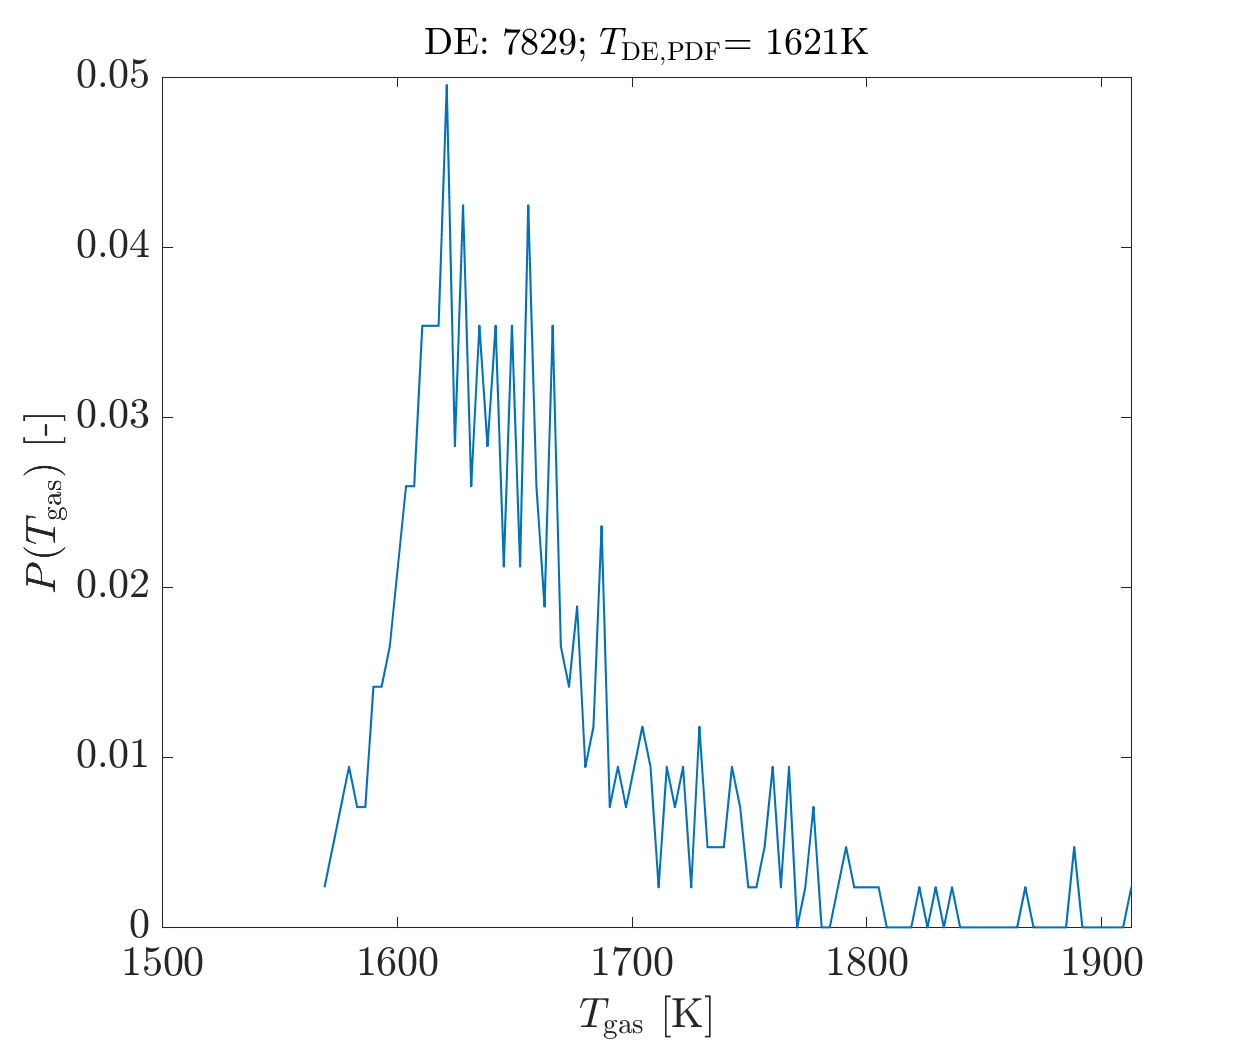 DE: 7829; T_DE,PDF= 1621K
0.05
0.04
0.03
0.02
0.01
0
P(T_gas) [-]
1500 1600 1700 1800 1900
T_gas [K]